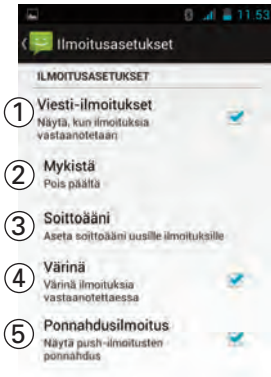 11.53
Ilmoitusasetukset
ILMOITUSASETUKSET
1 Viesti-ilmoitukset
Näytä, kun ilmoituksia
vastaanotetaan
2 Mykistä
Pois päältä
3 Soittoääni
Aseta soittoääni uusille ilmoituksille
4 Värinä
Värinä ilmoituksia
vastaanotettaessa
5 Ponnahdusilmoitus
Näytä push-ilmoitusten
ponnahdus